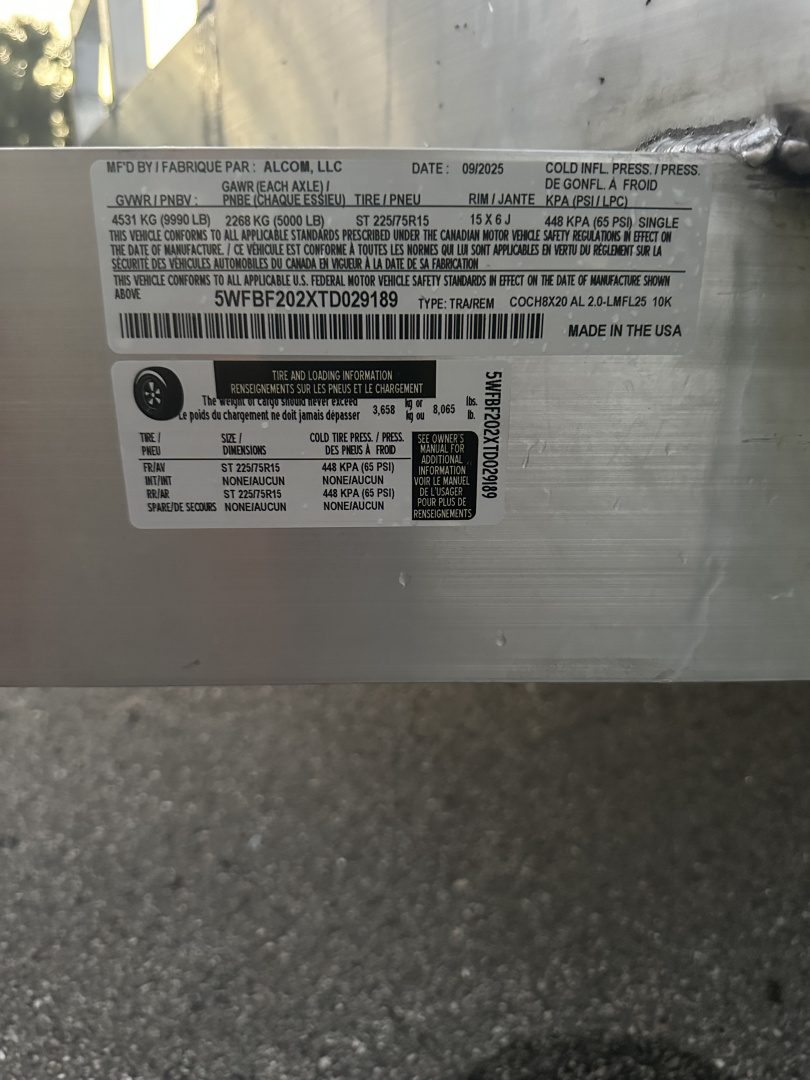 MF'D BY / FABRIQUÉ PAR : ALCOM, LLC DATE : 09/2025 COLD INFL. PRESS. / PRESS.
DE GONFL. À FROID
GVWR / PNBV : GAWR (EACH AXLE) / PNBE (CHAQUE ESSIEU) TIRE / PNEU RIM / JANTE KPA (PSI / LPC)
4531 KG (9990 LB) 2268 KG (5000 LB) ST 225/75R15 15 X 6 J 448 KPA (65 PSI) SINGLE
THIS VEHICLE CONFORMS TO ALL APPLICABLE STANDARDS PRESCRIBED UNDER THE CANADIAN MOTOR VEHICLE SAFETY REGULATIONS IN EFFECT ON
THE DATE OF MANUFACTURE. / CE VÉHICULE EST CONFORME À TOUTES LES NORMES QUI LUI SONT APPLICABLES EN VERTU DU RÈGLEMENT SUR LA
SÉCURITÉ DES VÉHICULES AUTOMOBILES DU CANADA EN VIGUEUR À LA DATE DE SA FABRICATION
THIS VEHICLE CONFORMS TO ALL APPLICABLE U.S. FEDERAL MOTOR VEHICLE SAFETY STANDARDS IN EFFECT ON THE DATE OF MANUFACTURE SHOWN
ABOVE
5WFBF202XTD029189 TYPE: TRA/REM COCH8X20 AL 2.0-LMFL25 10K
MADE IN THE USA
TIRE AND LOADING INFORMATION
RENSEIGNEMENTS SUR LES PNEUS ET LE CHARGEMENT
The weight of cargo should never exceed kg or lbs.
Le poids du chargement ne doit jamais dépasser 3,658 kg ou 8,065 lb.
TIRE / SIZE / COLD TIRE PRESS. / PRESS.
PNEU DIMENSIONS DES PNEUS À FROID
FR/AV ST 225/75R15 448 KPA (65 PSI)
INT/INT NONE/AUCUN NONE/AUCUN
RR/AR ST 225/75R15 448 KPA (65 PSI)
SPARE/DE SECOURS NONE/AUCUN NONE/AUCUN
SEE OWNER'S
MANUAL FOR
ADDITIONAL
INFORMATION
VOIR LE MANUEL
DE L'USAGER
POUR PLUS DE
RENSEIGNEMENTS
5WFBF202XTD029189